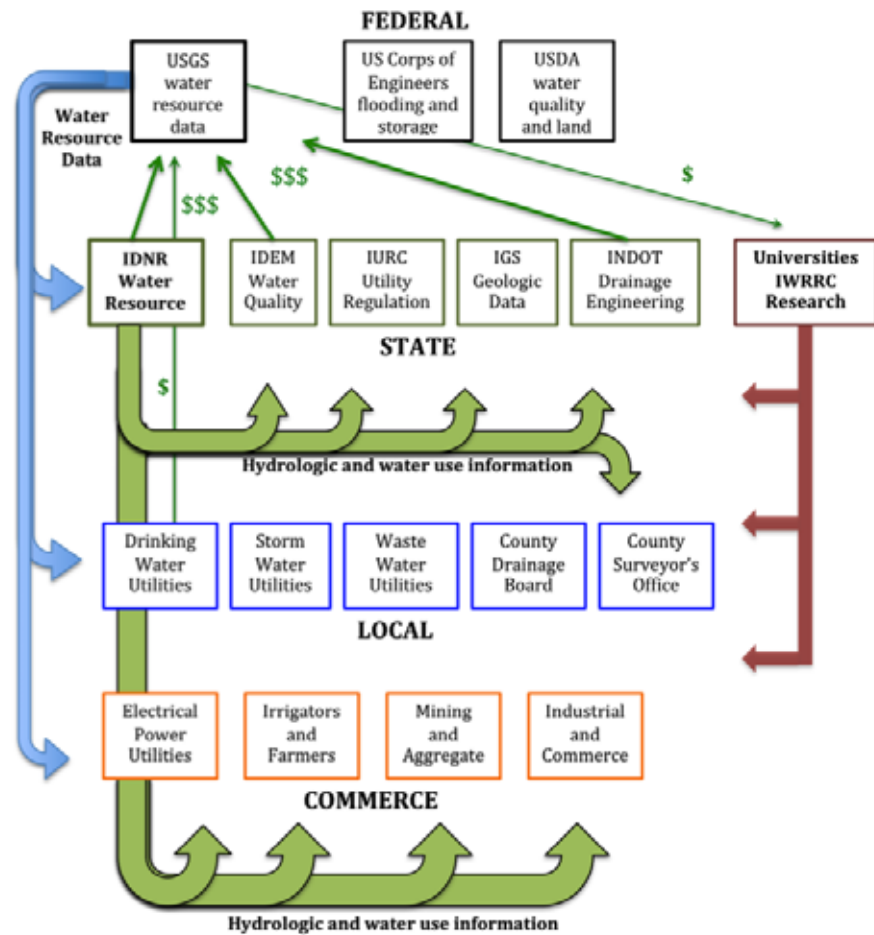 FEDERAL
USGS
water
resource
data
US Corps of
Engineers
flooding and
storage
USDA
water
quality
and land
Water
Resource
Data
$$$
$$$
$
IDNR
Water
Resource
IDEM
Water
Quality
IURC
Utility
Regulation
IGS
Geologic
Data
INDOT
Drainage
Engineering
Universities
IWRRC
Research
STATE
$
Hydrologic and water use information
Drinking
Water
Utilities
Storm
Water
Utilities
Waste
Water
Utilities
County
Drainage
Board
County
Surveyor's
Office
LOCAL
Electrical
Power
Utilities
Irrigators
and
Farmers
Mining
and
Aggregate
Industrial
and
Commerce
COMMERCE
Hydrologic and water use information